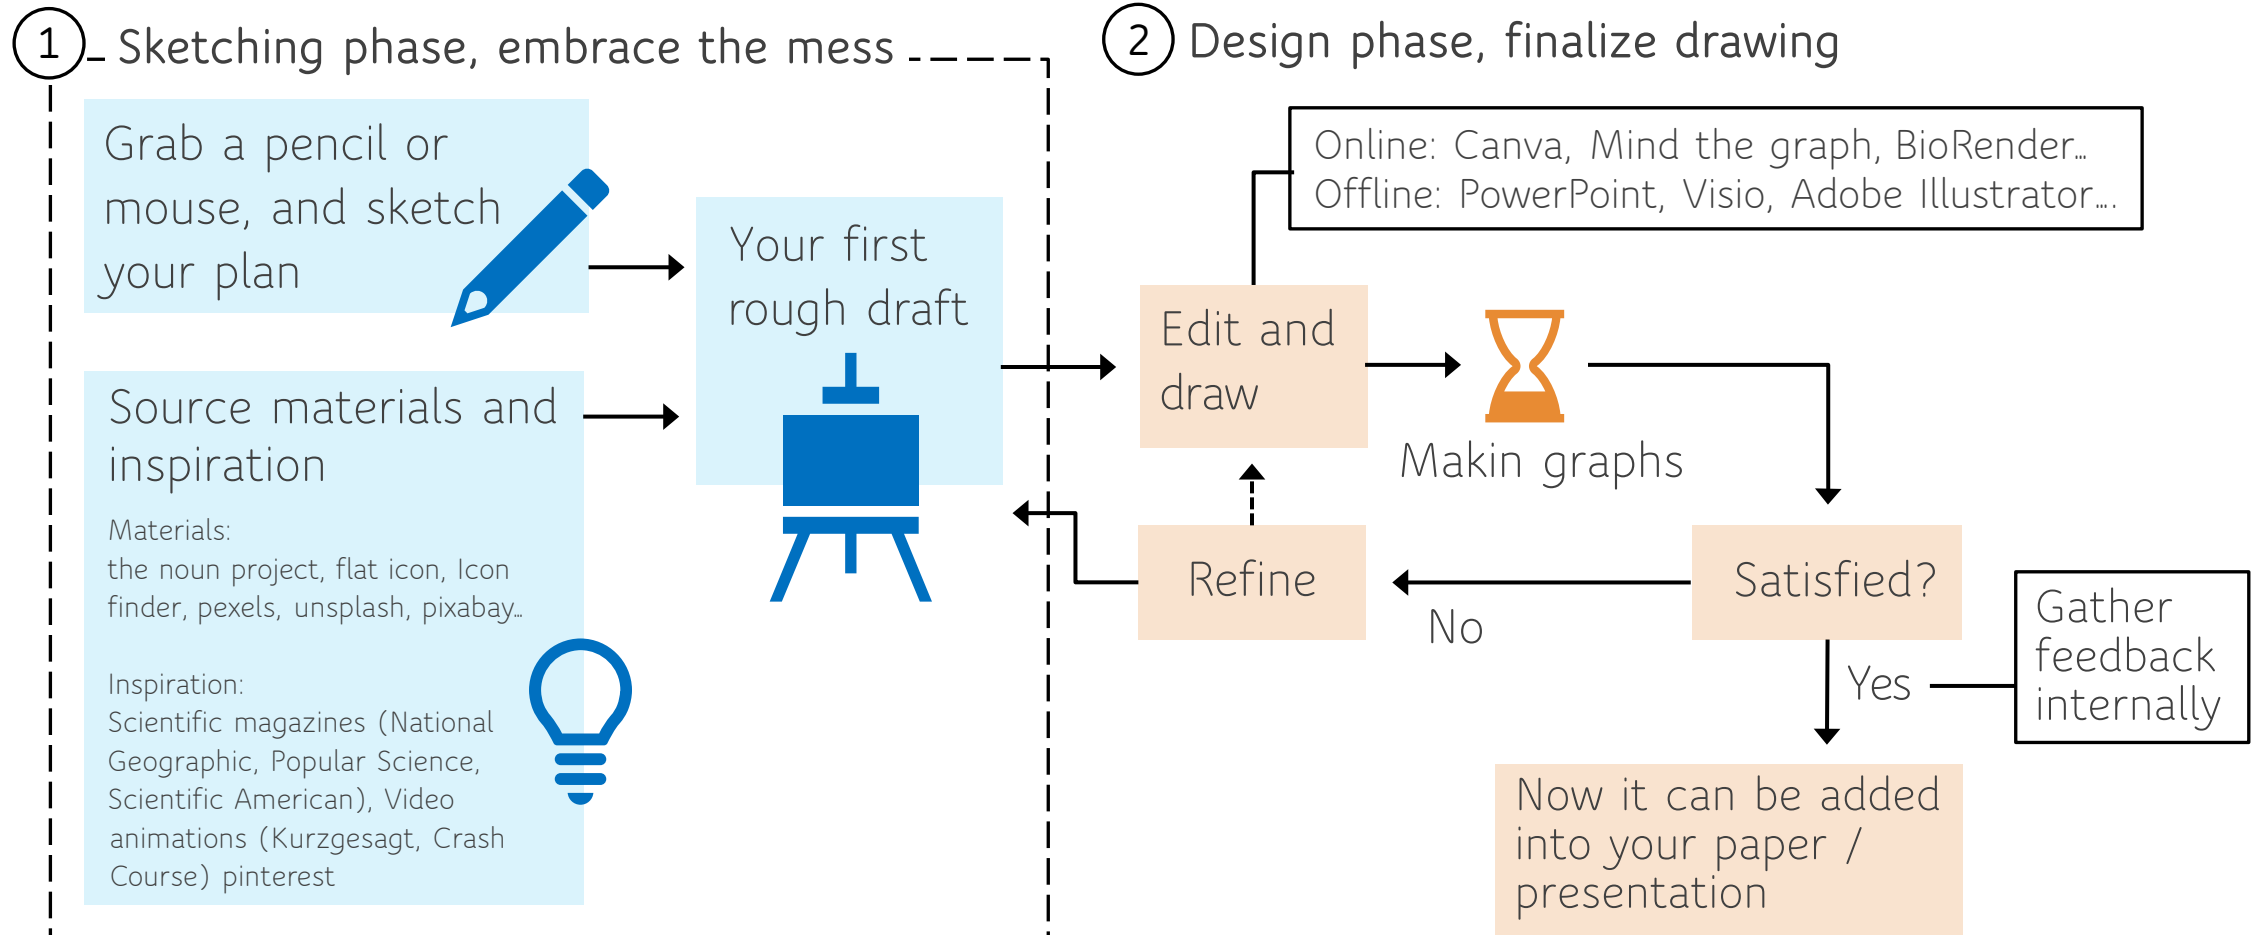 1
Sketching phase, embrace the mess
Grab a pencil or
mouse, and sketch
your plan
Source materials and
inspiration
Materials:
the noun project, flat icon, Icon
finder, pexels, unsplash, pixabay...
Inspiration:
Scientific magazines (National
Geographic, Popular Science,
Scientific American), Video
animations (Kurzgesagt, Crash
Course) pinterest
Your first
rough draft
2
Design phase, finalize drawing
Online: Canva, Mind the graph, BioRender...
Offline: PowerPoint, Visio, Adobe Illustrator....
Edit and
draw
Makin graphs
Satisfied?
No
Refine
Yes
Gather
feedback
internally
Now it can be added
into your paper /
presentation